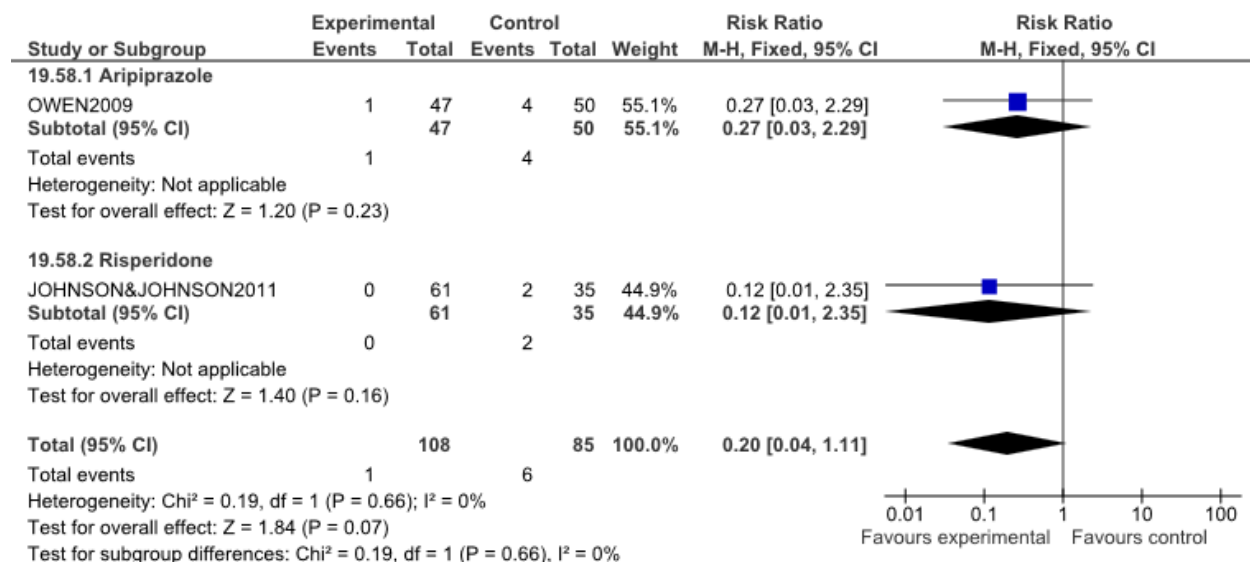 Experimental Control Risk Ratio Risk Ratio
Study or Subgroup Events Total Events Total Weight M-H, Fixed, 95% CI M-H, Fixed, 95% CI
19.58.1 Aripiprazole
OWEN2009 1 47 4 50 55.1% 0.27 [0.03, 2.29]
Subtotal (95% CI) 47 50 55.1% 0.27 [0.03, 2.29]
Total events 1 4
Heterogeneity: Not applicable
Test for overall effect: Z = 1.20 (P = 0.23)
19.58.2 Risperidone
JOHNSON&JOHNSON2011 0 61 2 35 44.9% 0.12 [0.01, 2.35]
Subtotal (95% CI) 61 35 44.9% 0.12 [0.01, 2.35]
Total events 0 2
Heterogeneity: Not applicable
Test for overall effect: Z = 1.40 (P = 0.16)
Total (95% CI) 108 85 100.0% 0.20 [0.04, 1.11]
Total events 1 6
Heterogeneity: Chi² = 0.19, df = 1 (P = 0.66); I² = 0%
Test for overall effect: Z = 1.84 (P = 0.07)
Test for subgroup differences: Chi² = 0.19, df = 1 (P = 0.66), I² = 0%
0.01 0.1 1 10 100
Favours experimental Favours control